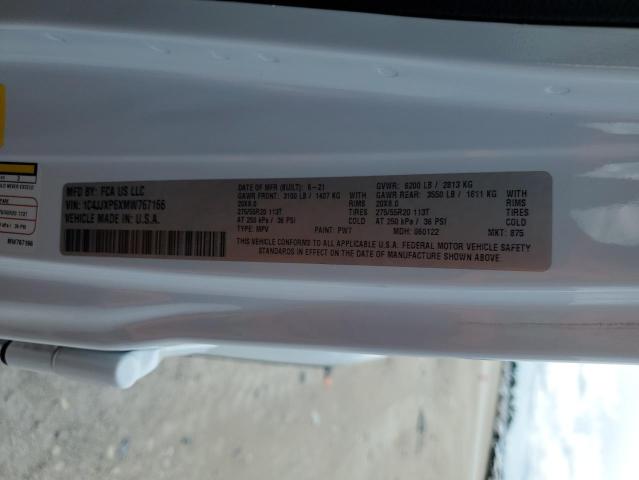 MFD BY: FCA US LLC
VIN: 1C4JJXP6XMW767166
VEHICLE MADE IN U.S.A.
DATE OF MFR (BUILT): 6-21
GAWR FRONT: 3100 LB / 1407 KG
20X8.0 RIMS
275/55R20 113T TIRES
AT 250 kPa / 36 PSI COLD
TYPE: MPV PAINT: PW7
GVWR: 6200 LB / 2813 KG
GAWR REAR: 3550 LB / 1611 KG
20X8.0 RIMS
275/55R20 113T TIRES
AT 250 kPa / 36 PSI COLD
MDH: 060122 MKT: 875
THIS VEHICLE CONFORMS TO ALL APPLICABLE U.S.A. FEDERAL MOTOR VEHICLE SAFETY
STANDARDS IN EFFECT ON THE DATE OF MANUFACTURE SHOWN ABOVE.
MW767166